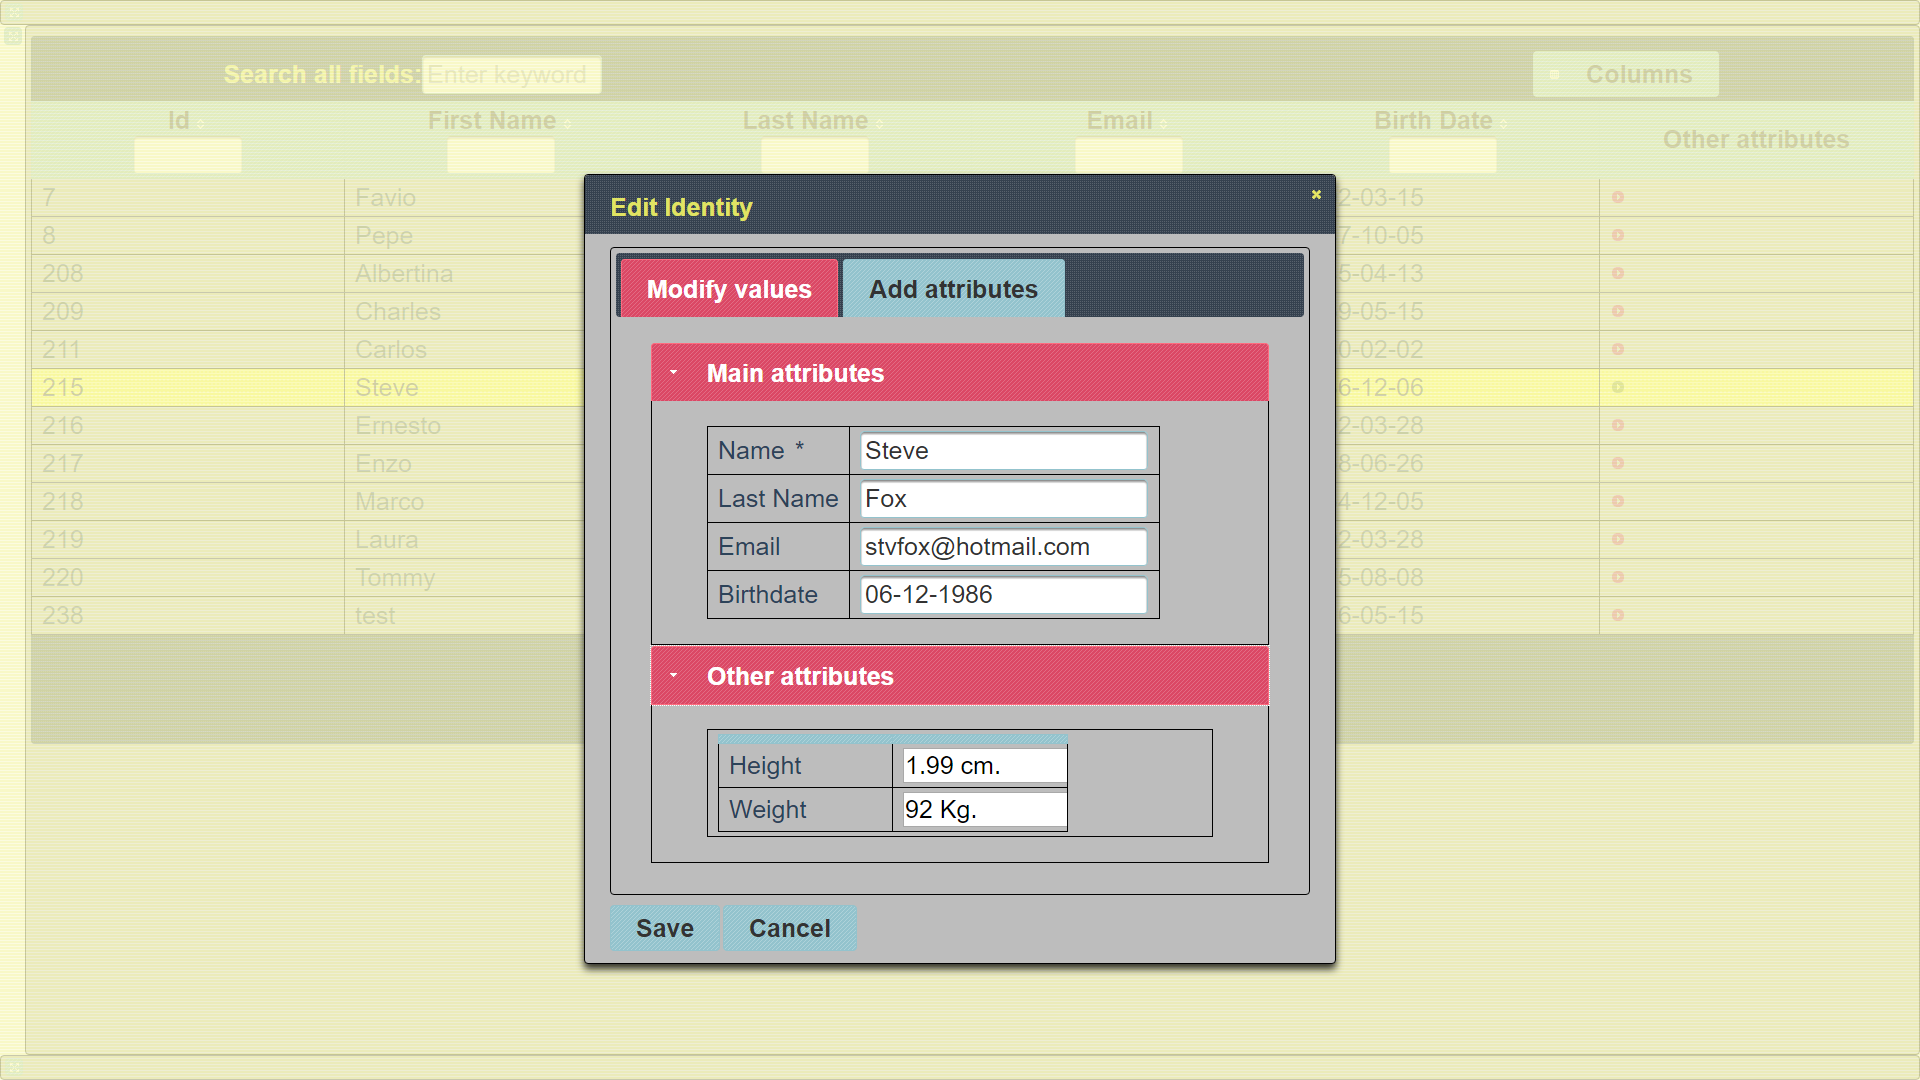 Search all fields: Enter keyword Columns
Id First Name Last Name Email Birth Date Other attributes
7 Favio 2-03-15
8 Pepe 7-10-05
208 Albertina 5-04-13
209 Charles 9-05-15
211 Carlos 0-02-02
215 Steve 6-12-06
216 Ernesto 2-03-28
217 Enzo 8-06-26
218 Marco 4-12-05
219 Laura 2-03-28
220 Tommy 5-08-08
238 test 6-05-15
Edit Identity
Modify values Add attributes
Main attributes
Name * Steve
Last Name Fox
Email stvfox@hotmail.com
Birthdate 06-12-1986
Other attributes
Height 1.99 cm.
Weight 92 Kg.
Save Cancel